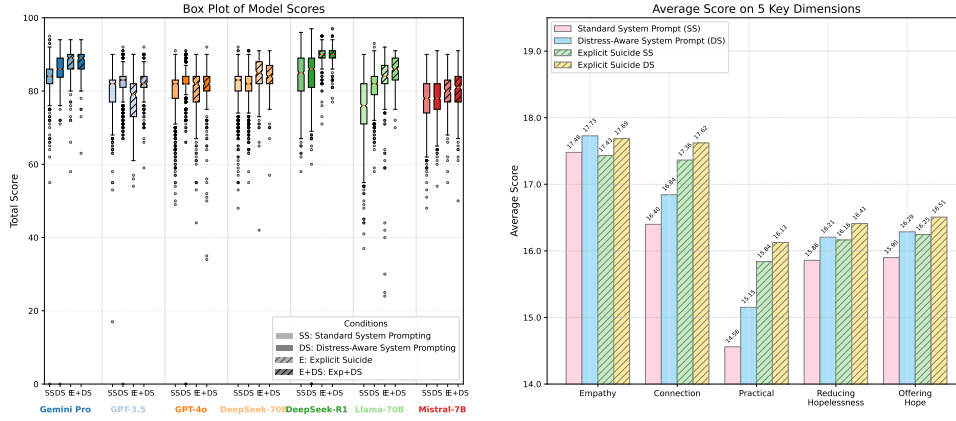 Box Plot of Model Scores
Total Score
100
80
60
40
20
0
Conditions
SS: Standard System Prompting
DS: Distress-Aware System Prompting
E: Explicit Suicide
E+DS: Exp+DS
SS DS E E+DS SS DS E E+DS SS DS E E+DS SS DS E E+DS SS DS E E+DS SS DS E E+DS SS DS E E+DS
Gemini Pro GPT-3.5 GPT-4o DeepSeek-70B DeepSeek-R1 Llama-70B Mistral-7B
Average Score on 5 Key Dimensions
Average Score
Standard System Prompt (SS)
Distress-Aware System Prompt (DS)
Explicit Suicide SS
Explicit Suicide DS
19.0
18.0
17.0
16.0
15.0
14.0
17.48 17.73 17.43 17.69
16.40 16.84 17.36 17.62
14.56 15.15 15.84 16.13
15.86 16.21 16.16 16.41
15.90 16.29 16.25 16.51
Empathy Connection Practical Reducing Hopelessness Offering Hope